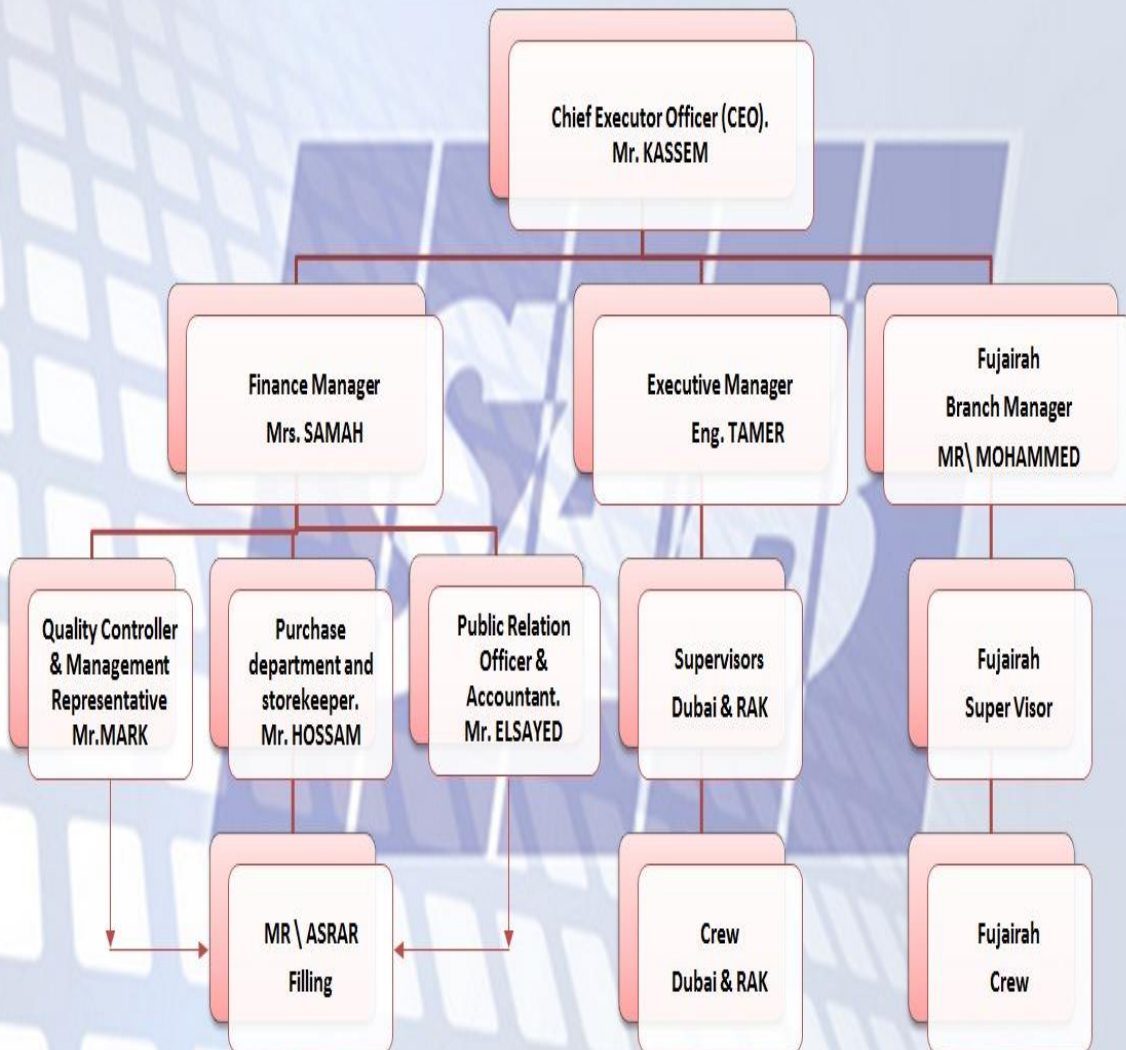 Chief Executor Officer (CEO).
Mr. KASSEM
Finance Manager
Mrs. SAMAH
Executive Manager
Eng. TAMER
Fujairah
Branch Manager
MR\ MOHAMMED
Quality Controller
& Management
Representative
Mr.MARK
Purchase
department and
storekeeper.
Mr. HOSSAM
Public Relation
Officer &
Accountant.
Mr. ELSAYED
Supervisors
Dubai & RAK
Fujairah
Super Visor
MR \ ASRAR
Filling
Crew
Dubai & RAK
Fujairah
Crew